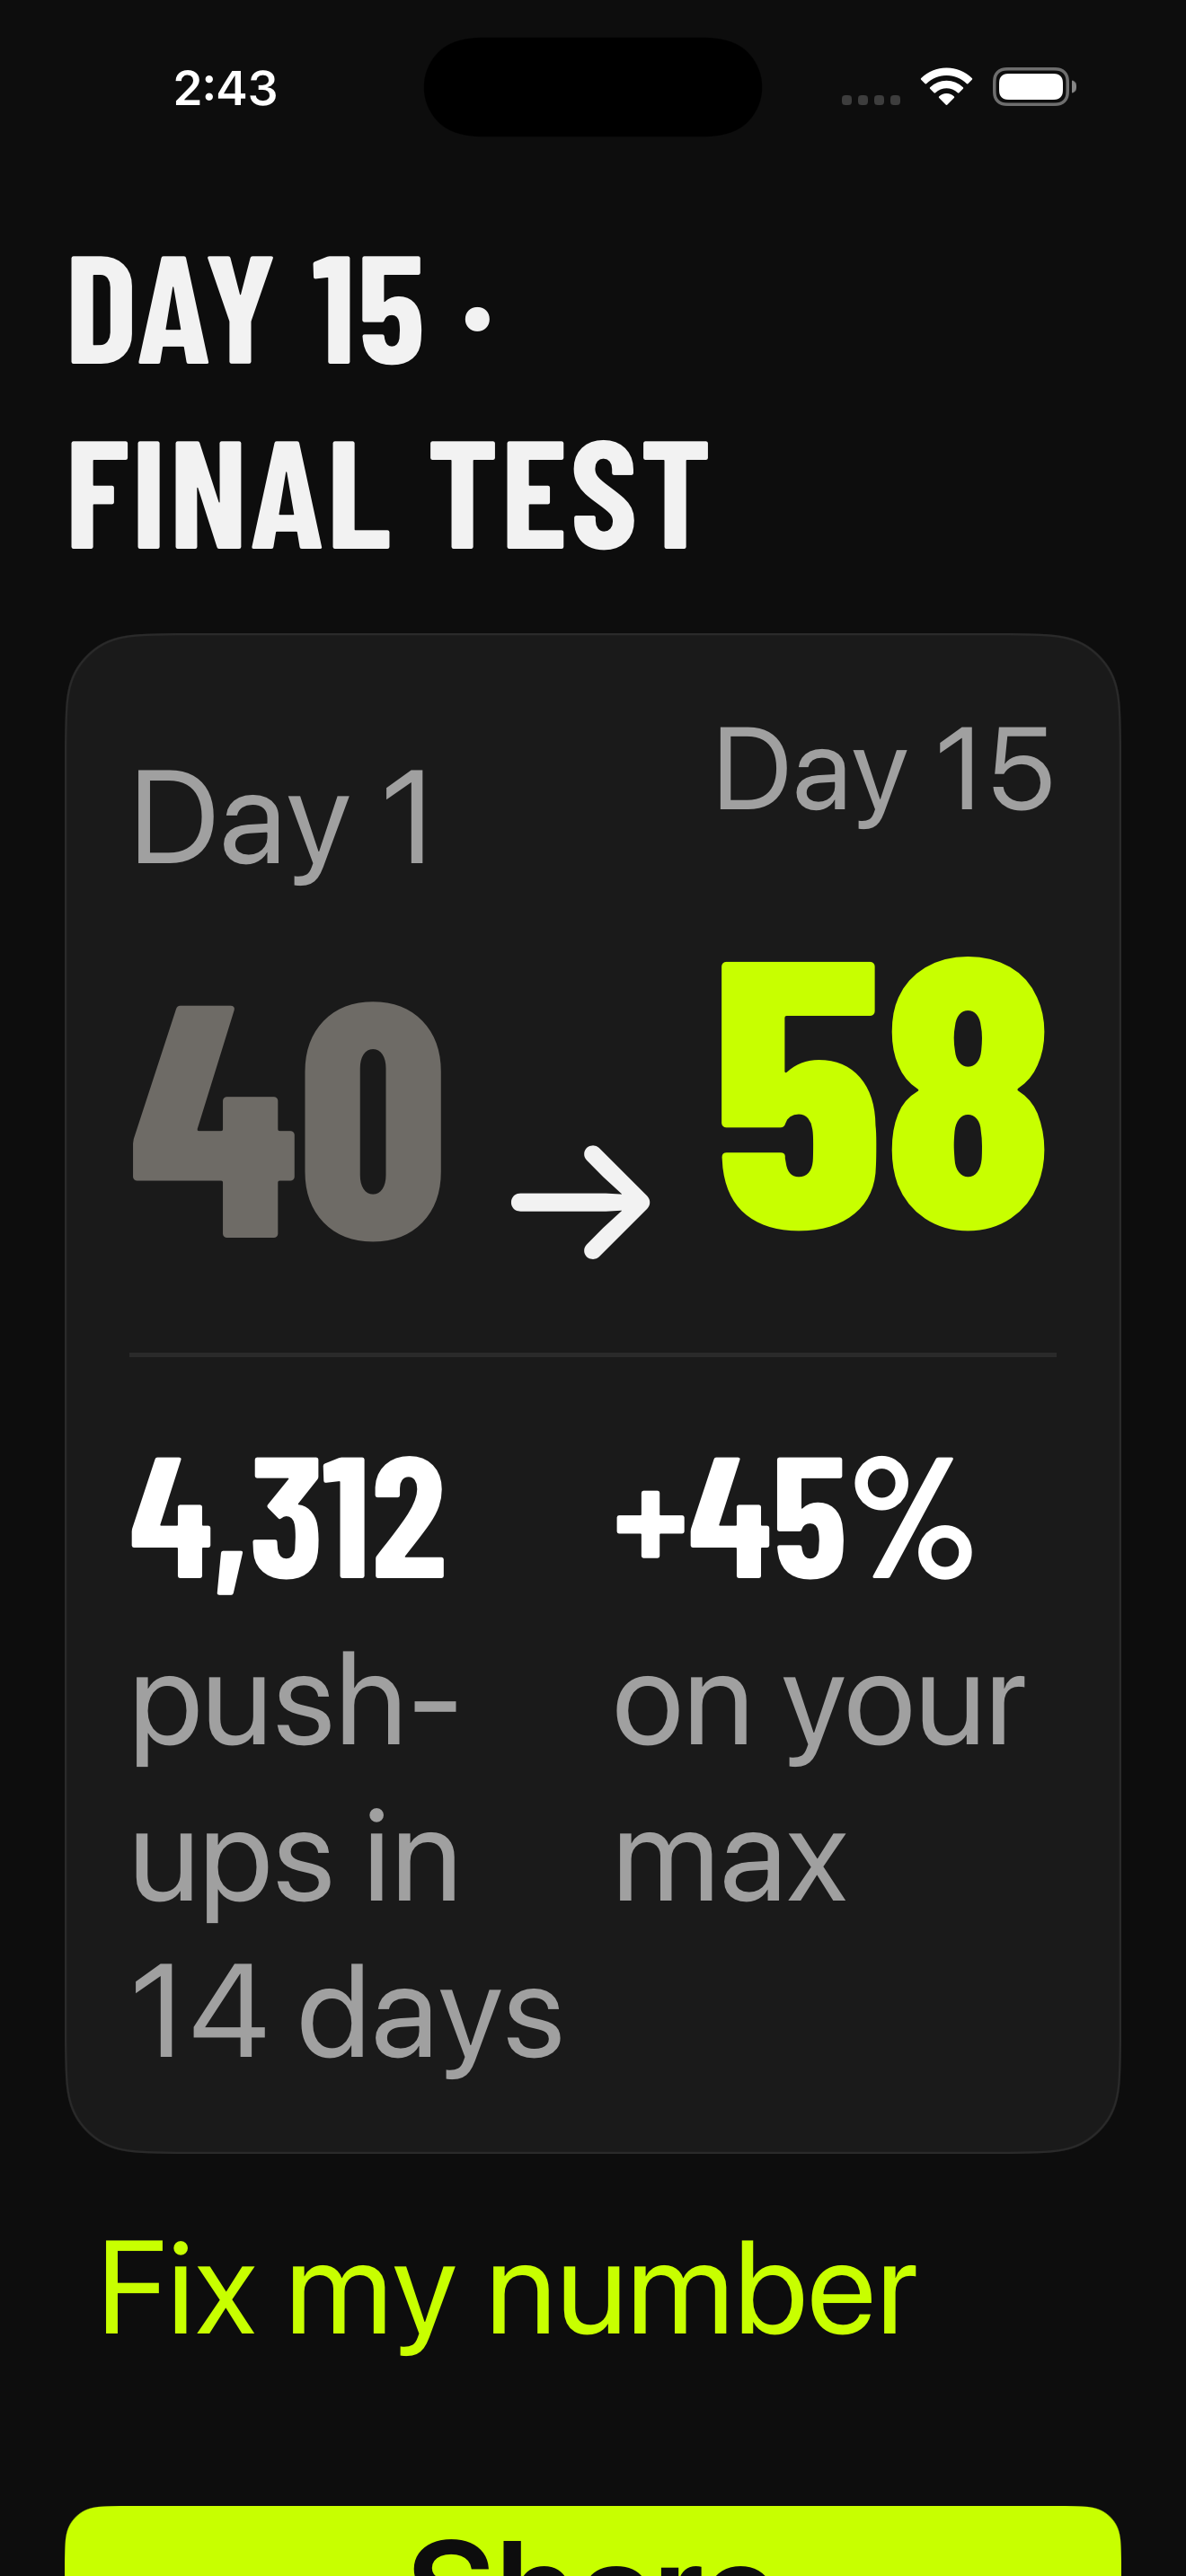 2:43
DAY 15 ·
FINAL TEST
Day 1
Day 15
40 → 58
4,312
+45%
push-
ups in
14 days
on your
max
Fix my number
Share